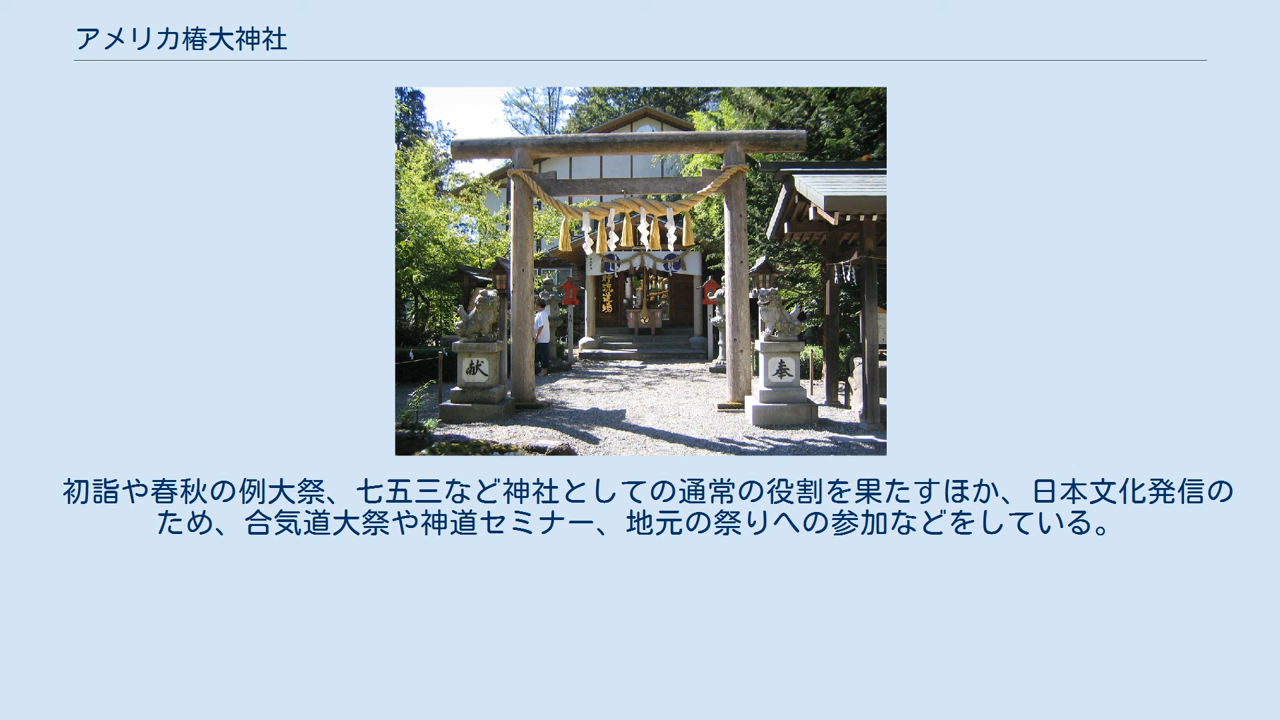 アメリカ椿大神社
献
奉
初詣や春秋の例大祭、七五三など神社としての通常の役割を果たすほか、日本文化発信の
ため、合気道大祭や神道セミナー、地元の祭りへの参加などをしている。